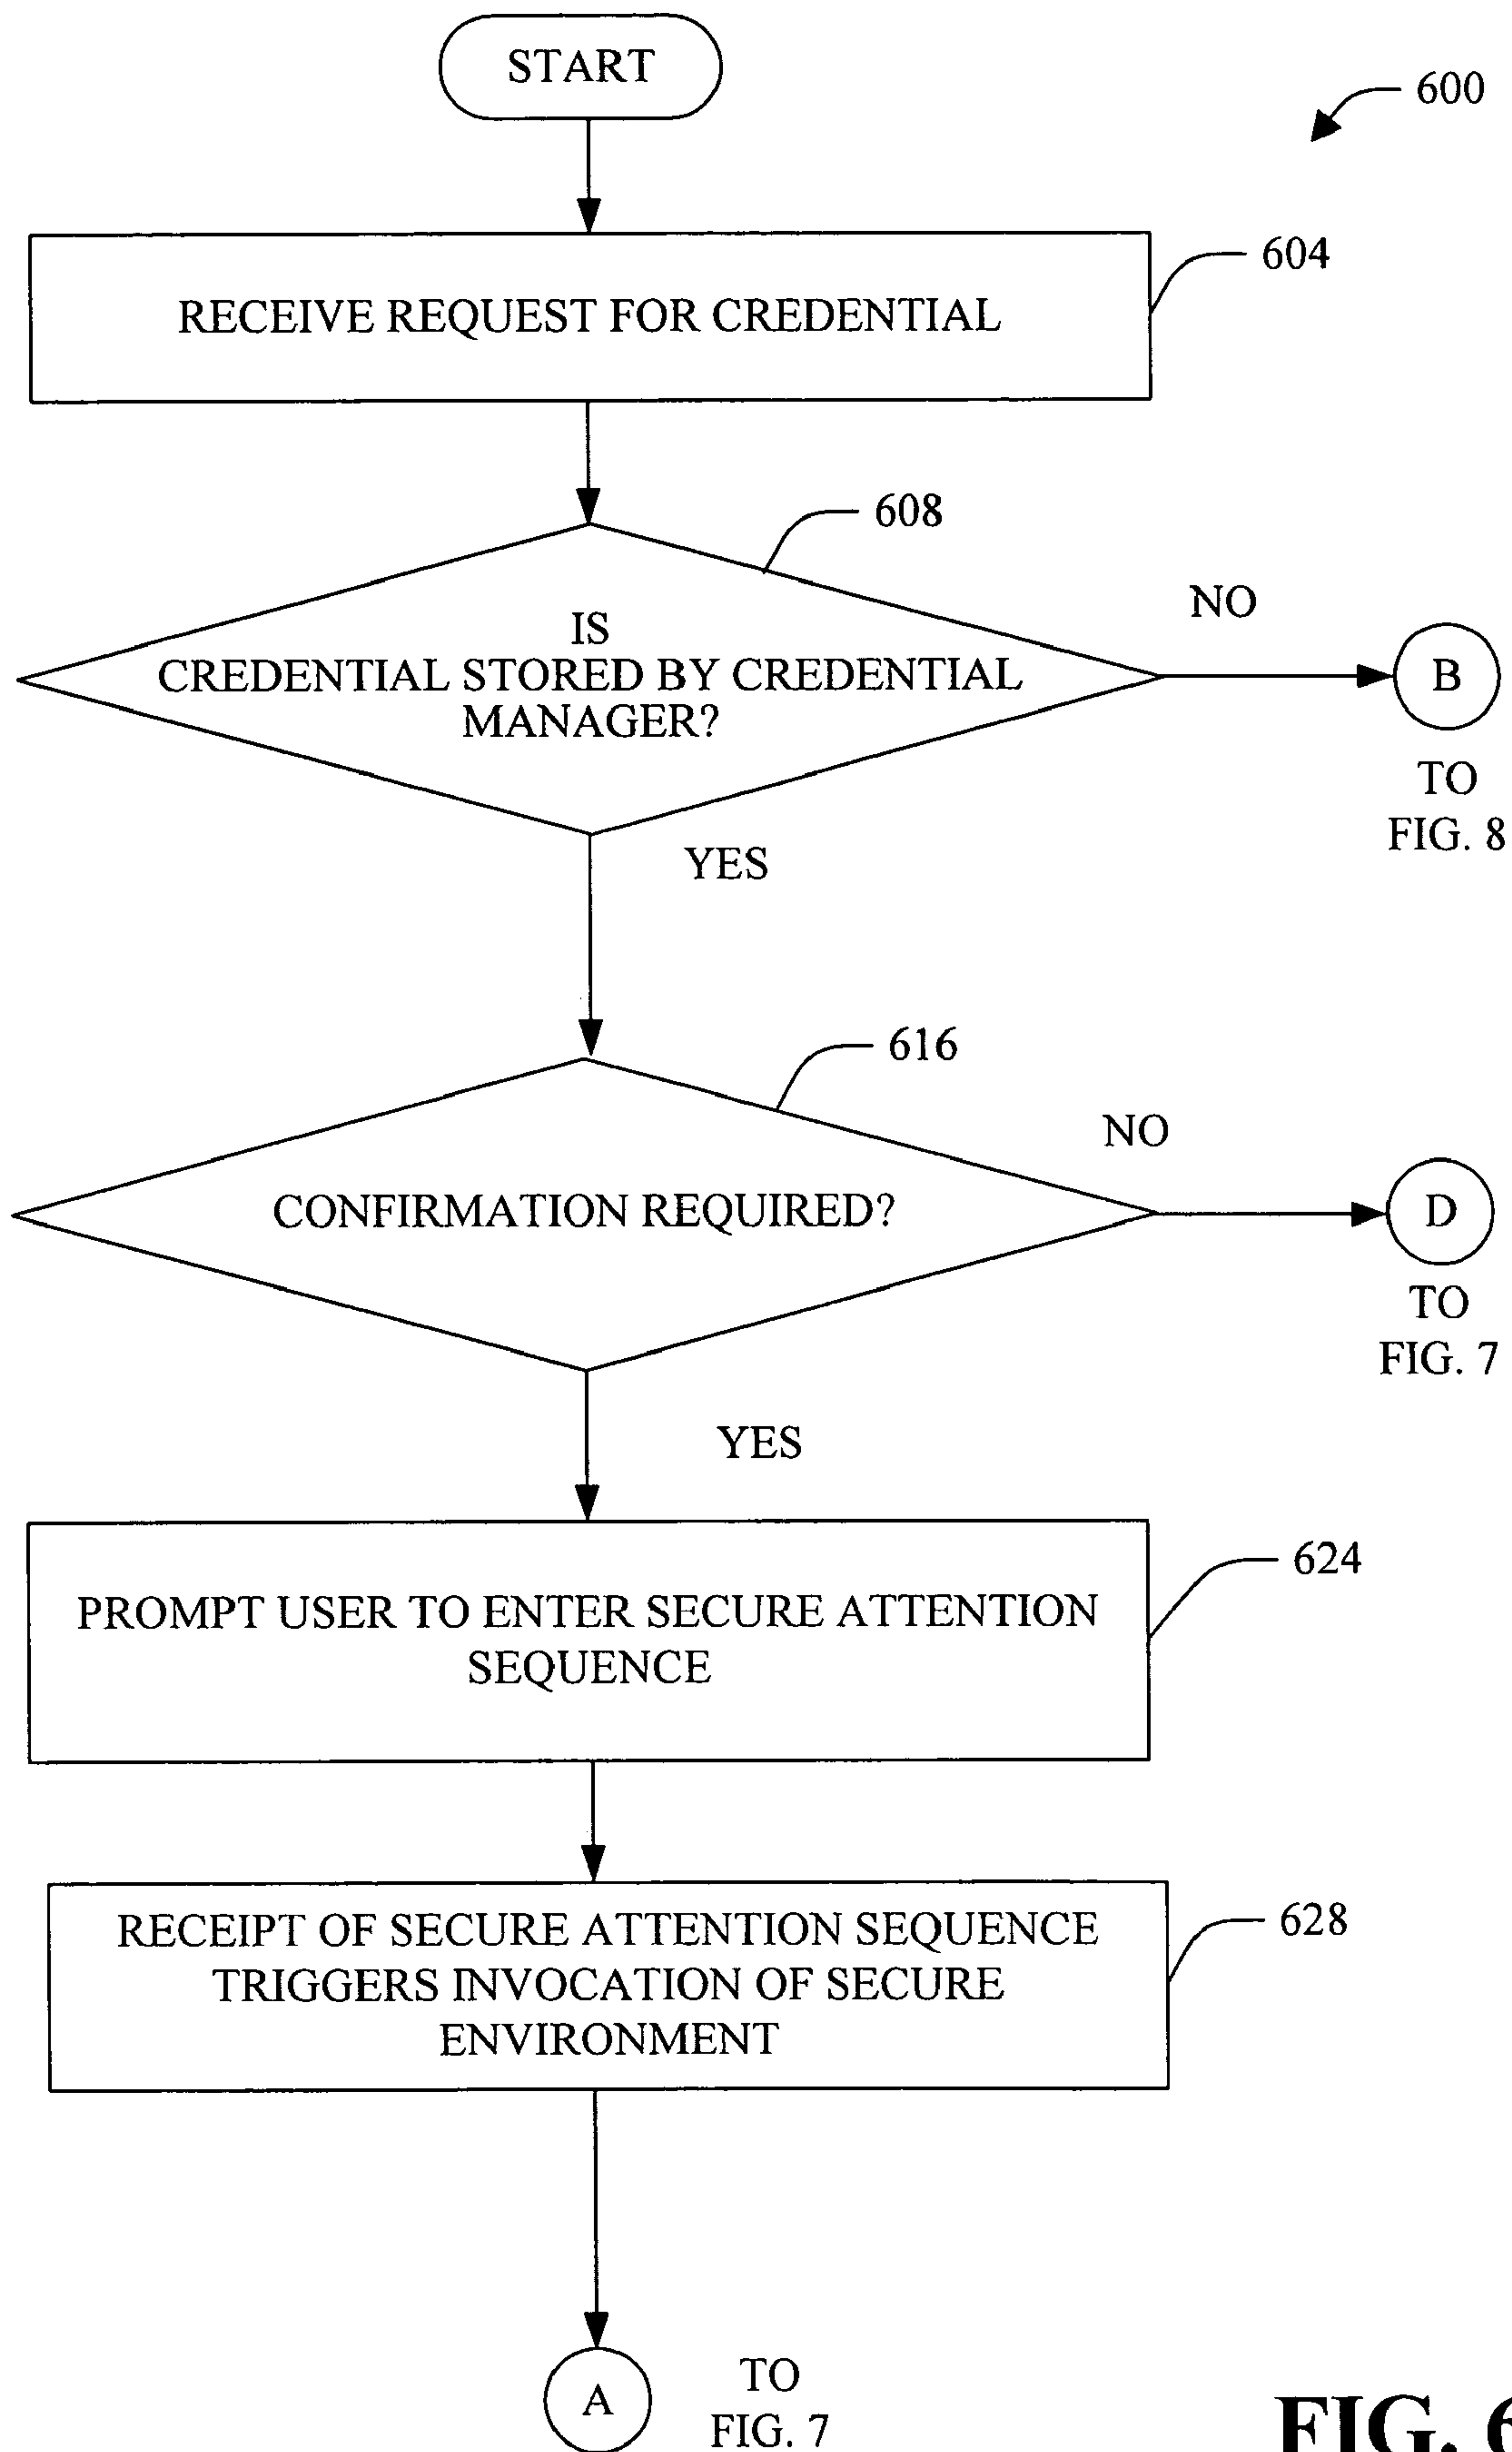 START
600
604
RECEIVE REQUEST FOR CREDENTIAL
608
NO
IS
CREDENTIAL STORED BY CREDENTIAL
MANAGER?
B
TO
FIG. 8
YES
616
NO
CONFIRMATION REQUIRED?
D
TO
FIG. 7
YES
624
PROMPT USER TO ENTER SECURE ATTENTION
SEQUENCE
628
RECEIPT OF SECURE ATTENTION SEQUENCE
TRIGGERS INVOCATION OF SECURE
ENVIRONMENT
A
TO
FIG. 7
FIG. 6